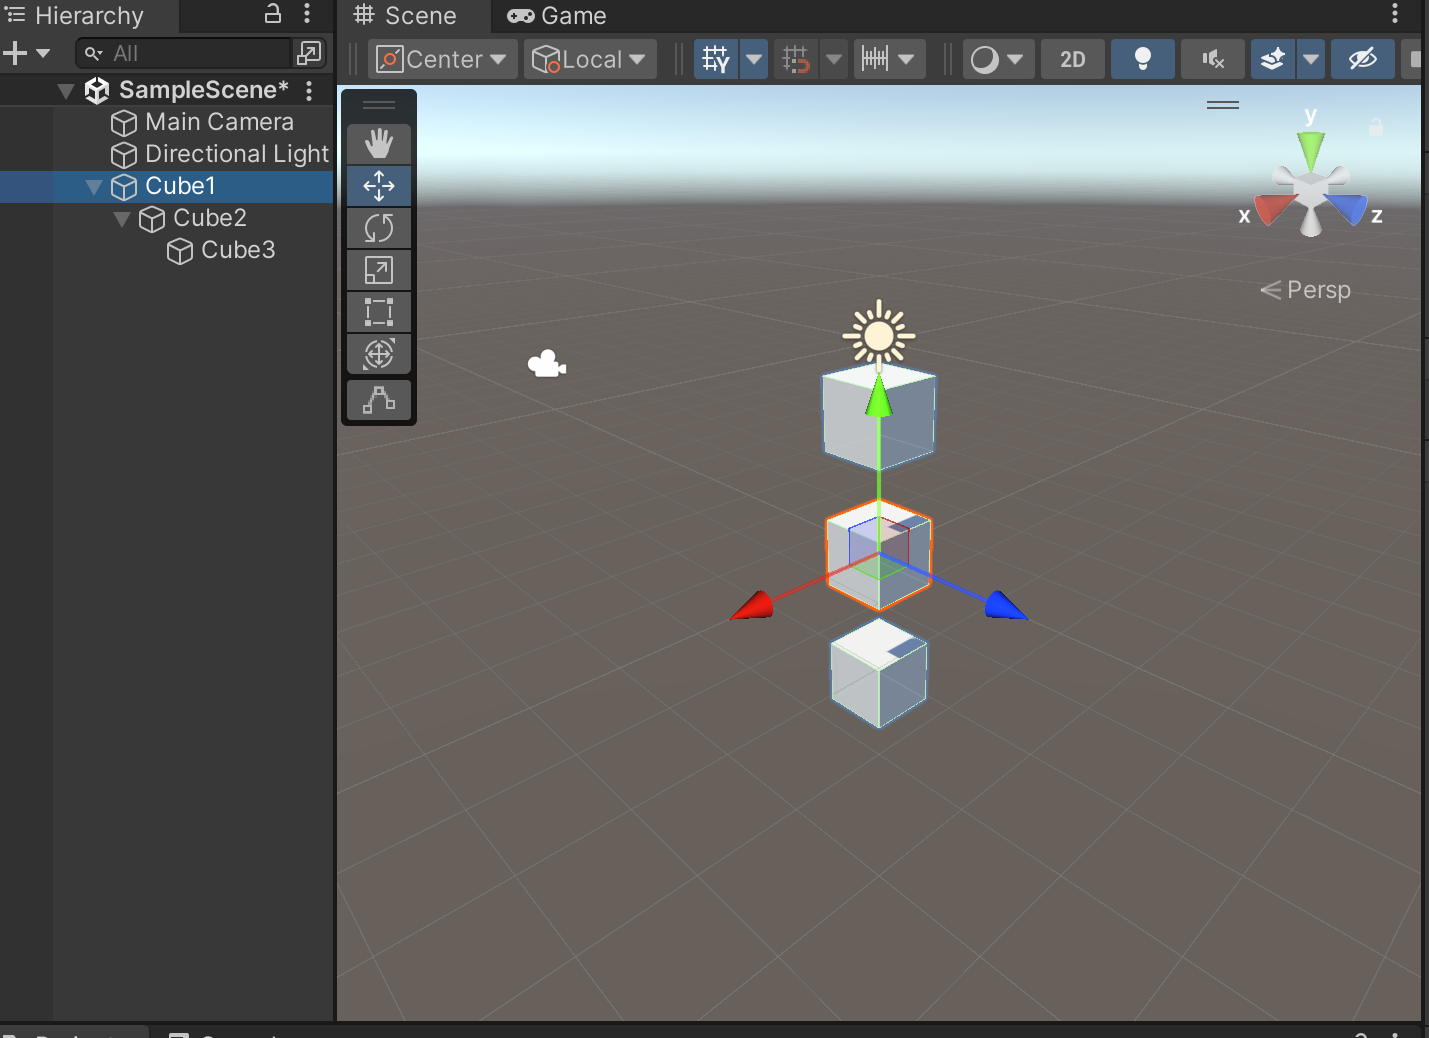 Hierarchy
All
SampleScene*
Main Camera
Directional Light
Cube1
Cube2
Cube3
Scene
Game
Center
Local
2D
y
x
z
Persp